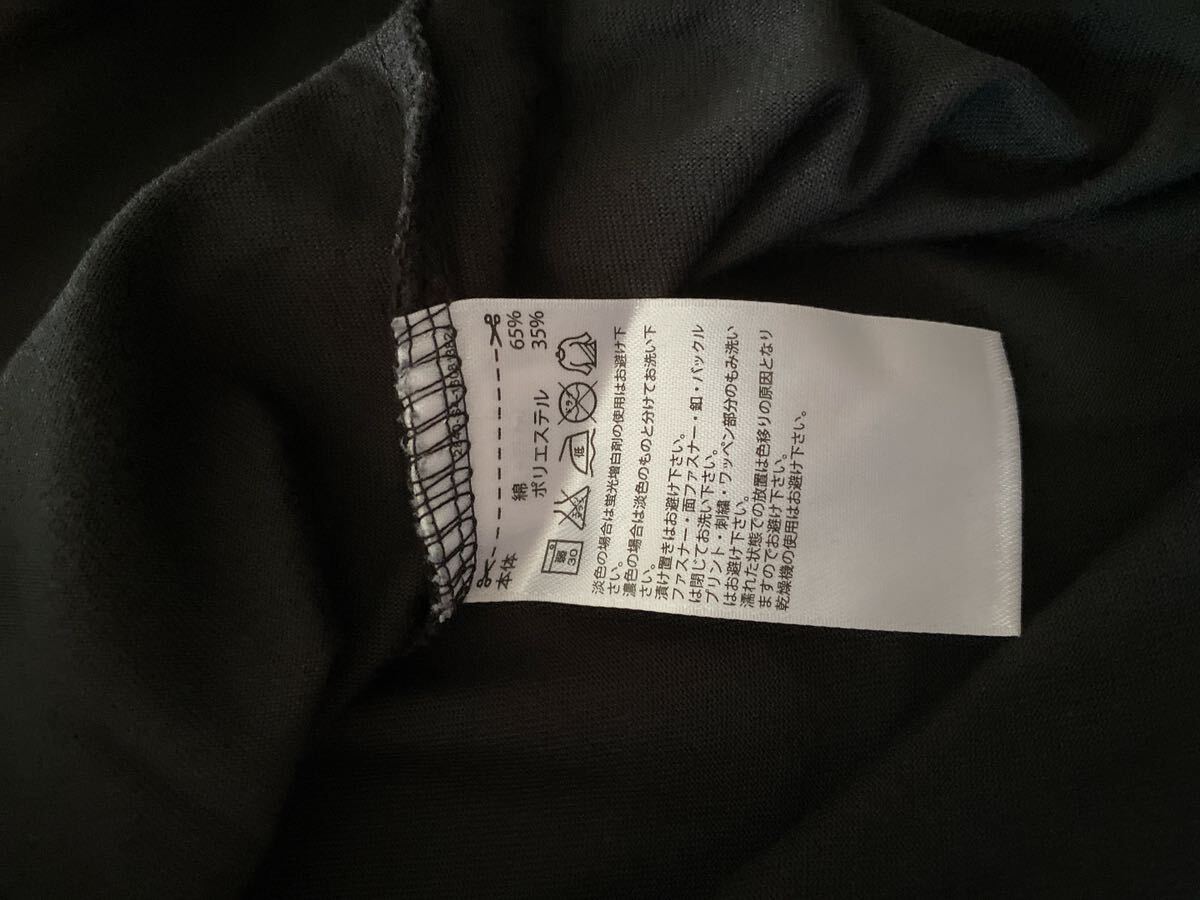 本体
綿 65%
ポリエステル 35%
弱
30
低
淡色の場合は蛍光増白剤の使用はお避け下
さい。
濃色の場合は淡色のものと分けてお洗い下
さい。
漬け置きはお避け下さい。
ファスナー・面ファスナー・釦・バックル
は閉じてお洗い下さい。
プリント・刺繍・ワッペン部分のもみ洗い
はお避け下さい。
濡れた状態での放置は色移りの原因となり
ますのでお避け下さい。
乾燥機の使用はお避け下さい。